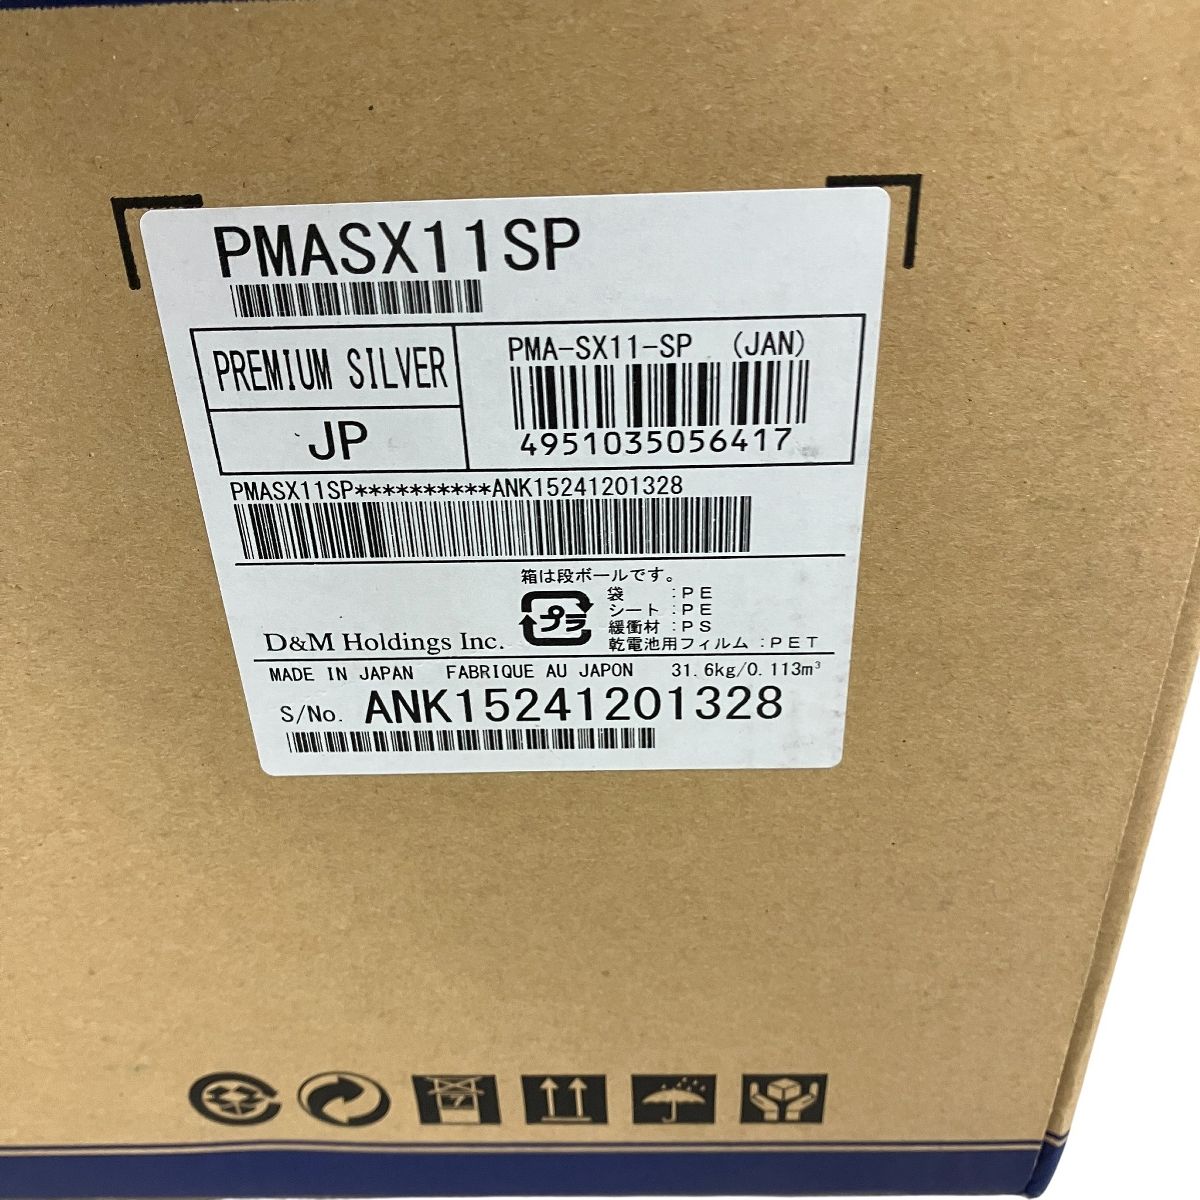 PMASX11SP
PREMIUM SILVER
JP
PMA-SX11-SP (JAN)
4951035056417
PMASX11SP**********ANK15241201328
箱は段ボールです。
プラ
袋 :PE
シート :PE
緩衝材 :PS
乾電池用フィルム :PET
D&M Holdings Inc.
MADE IN JAPAN FABRIQUE AU JAPON 31.6kg/0.113m³
S/No. ANK15241201328
7